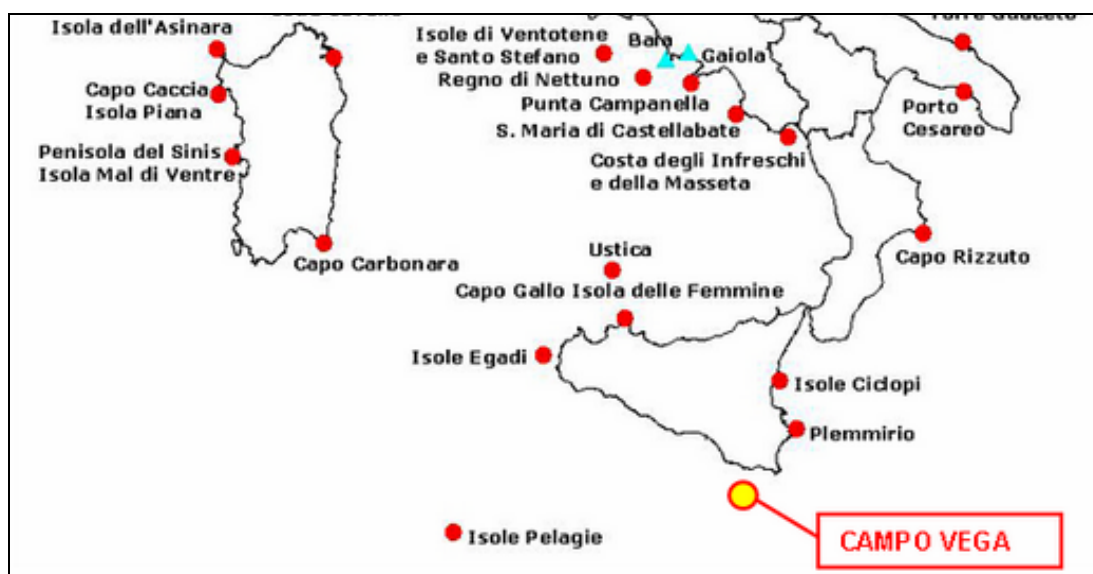 Isola dell'Asinara
Isole di Ventotene
e Santo Stefano
Baia
Gaiola
Regno di Nettuno
Capo Caccia
Isola Piana
Punta Campanella
Porto
Cesareo
S. Maria di Castellabate
Penisola del Sinis
Isola Mal di Ventre
Costa degli Infreschi
e della Masseta
Capo Carbonara
Capo Rizzuto
Ustica
Capo Gallo Isola delle Femmine
Isole Egadi
Isole Ciclopi
Plemmirio
Isole Pelagie
CAMPO VEGA